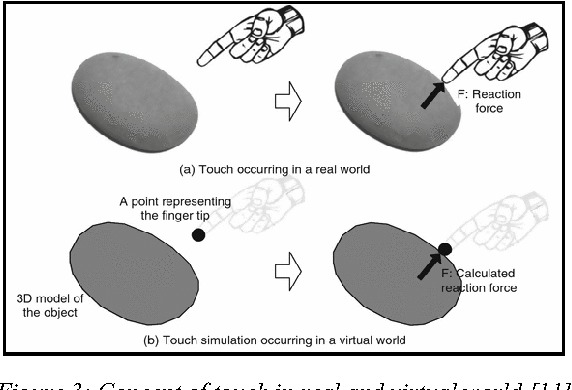 F: Reaction
force
(a) Touch occurring in a real world
A point representing
the finger tip
F: Calculated
reaction force
3D model of
the object
(b) Touch simulation occurring in a virtual world
Figure 3: Concept of touch in real and virtual world [11]